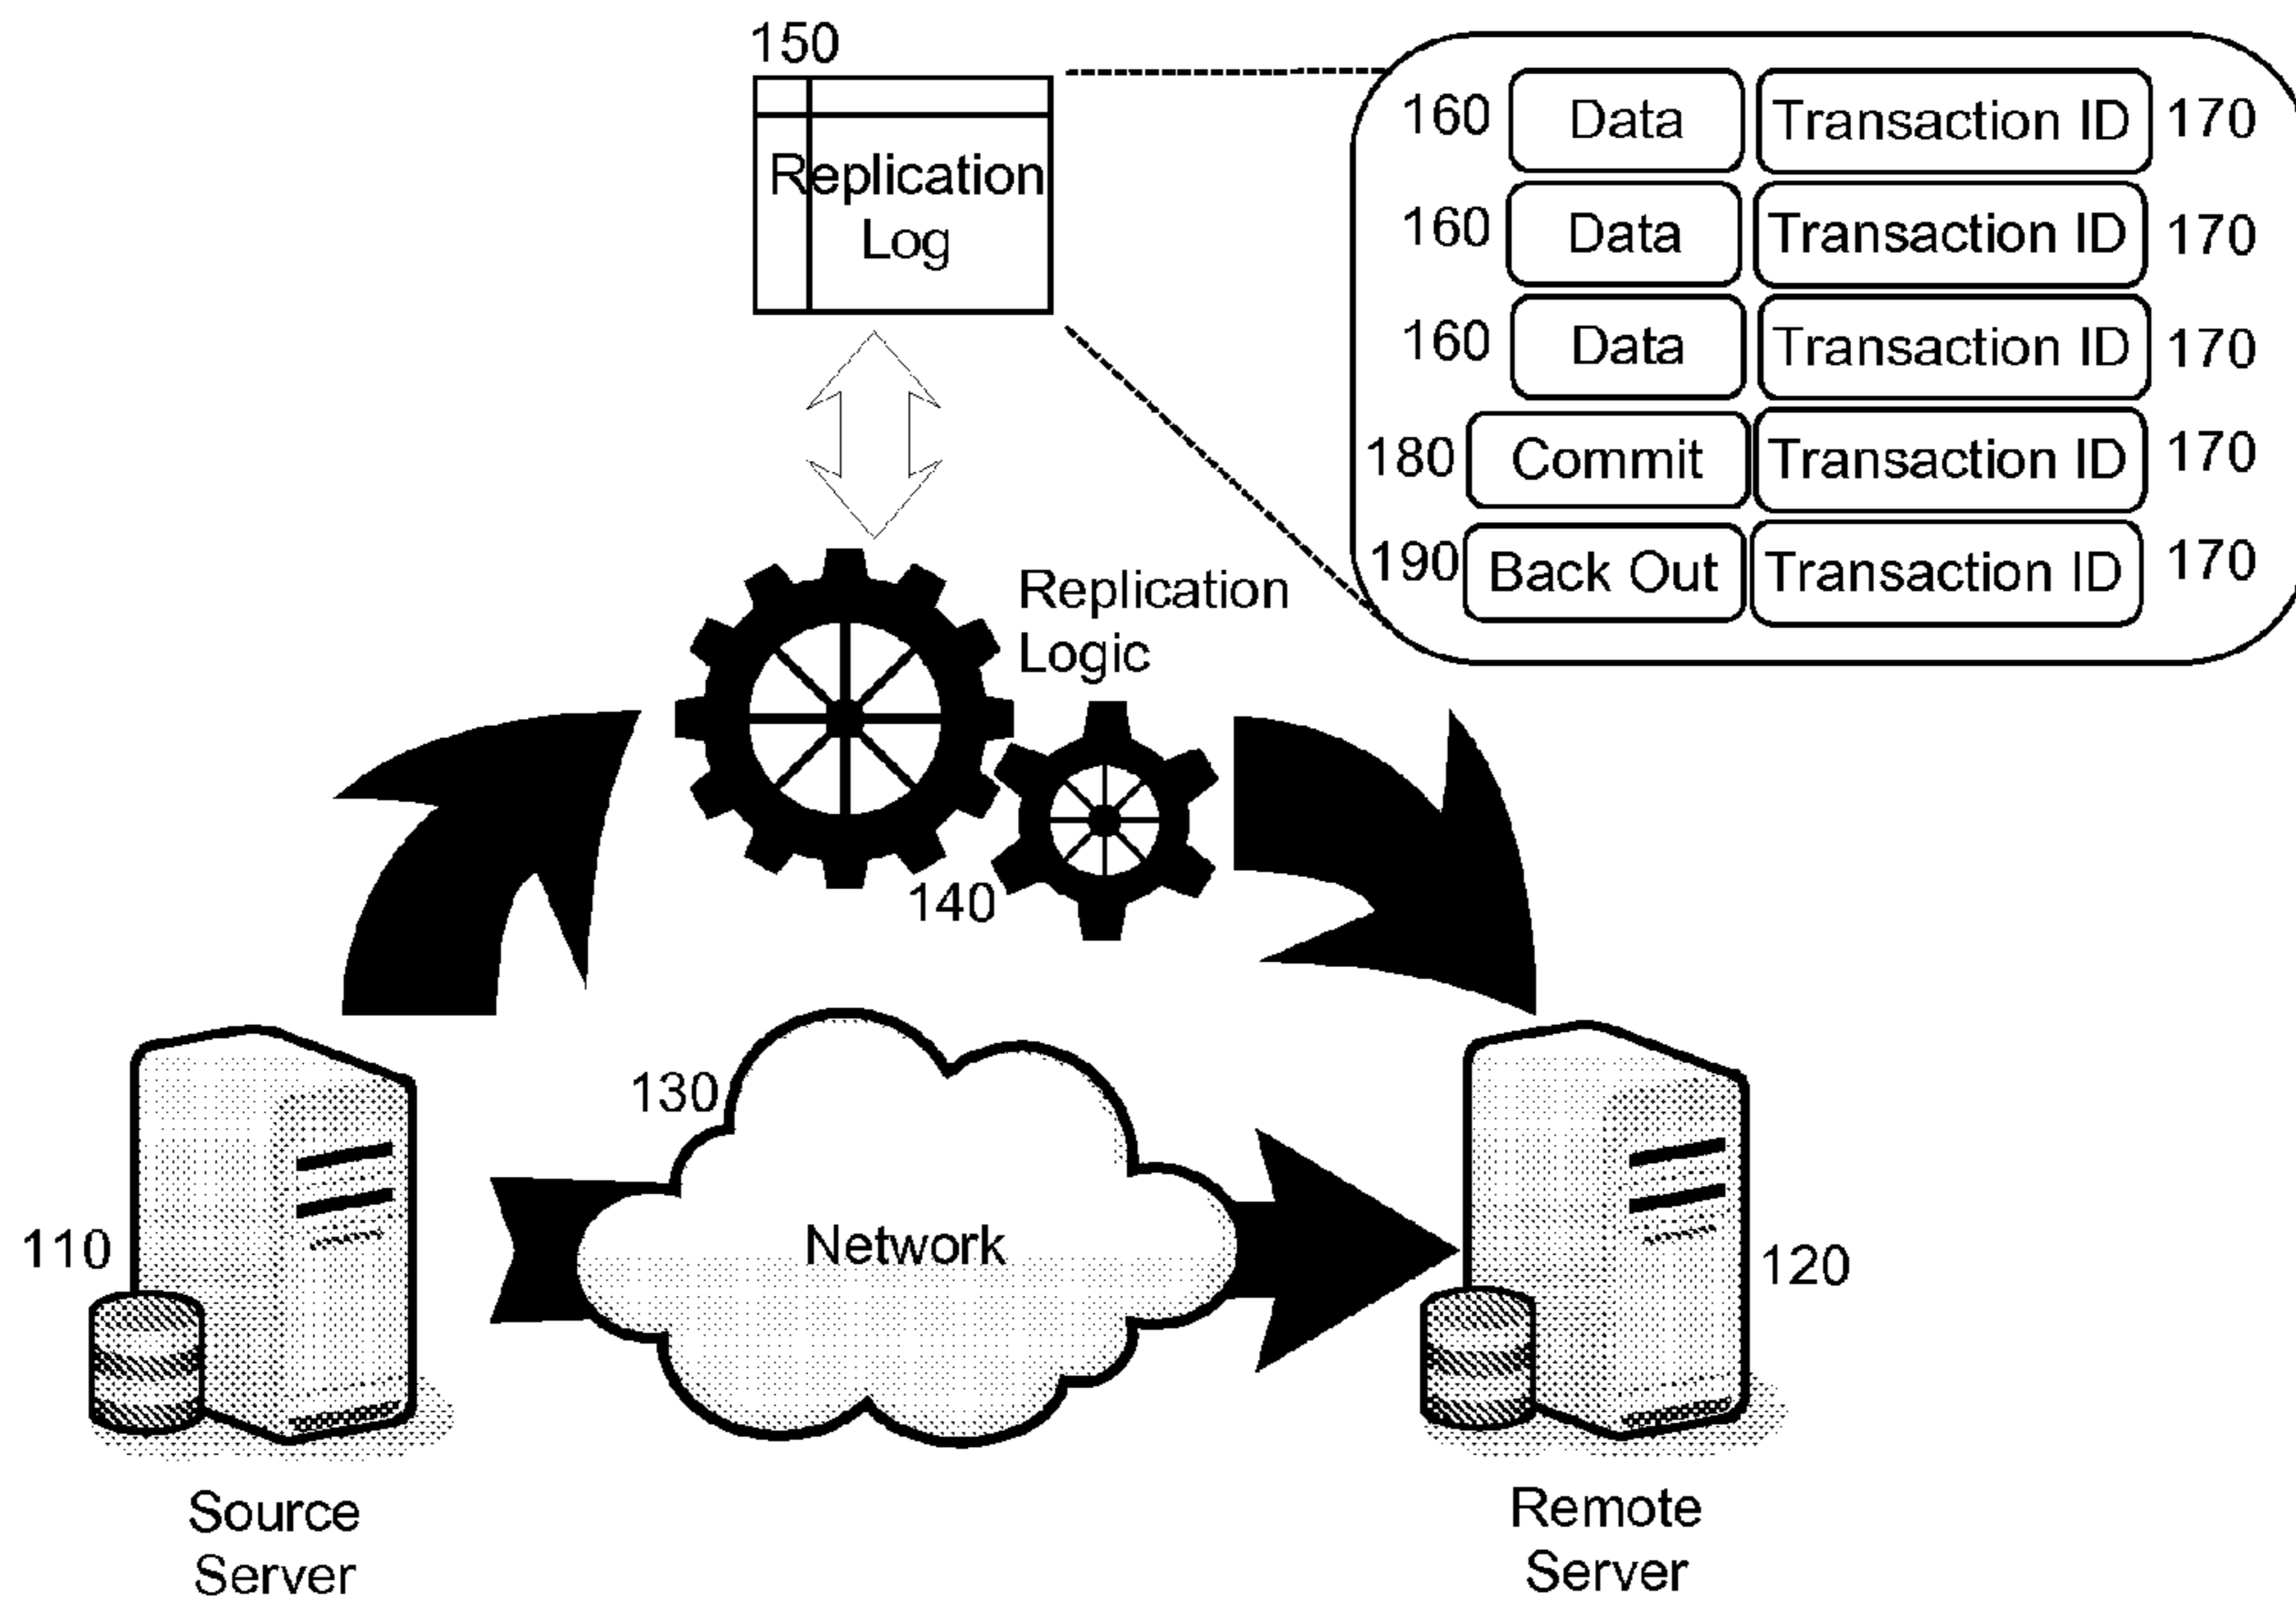 150
Replication
Log
160 Data Transaction ID 170
160 Data Transaction ID 170
160 Data Transaction ID 170
180 Commit Transaction ID 170
190 Back Out Transaction ID 170
Replication
Logic
140
130
Network
110
120
Source
Server
Remote
Server